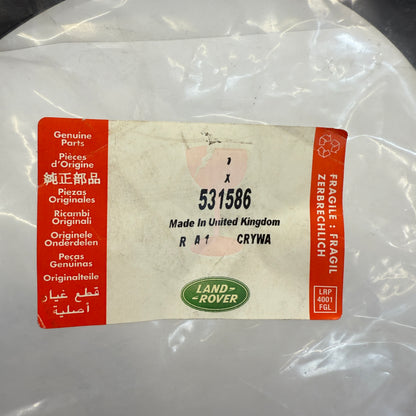 Genuine
Parts
Pièces
d'Origine
純正部品
Piezas
Originales
Ricambi
Originali
Originele
Onderdelen
Peças
Genuinas
Originalteile
قطع غيار
أصلية
X
531586
Made In United Kingdom
R A1 CRYWA
LAND-
-ROVER
FRAGILE : FRAGIL
ZERBRECHLICH
LRP
4001
FGL